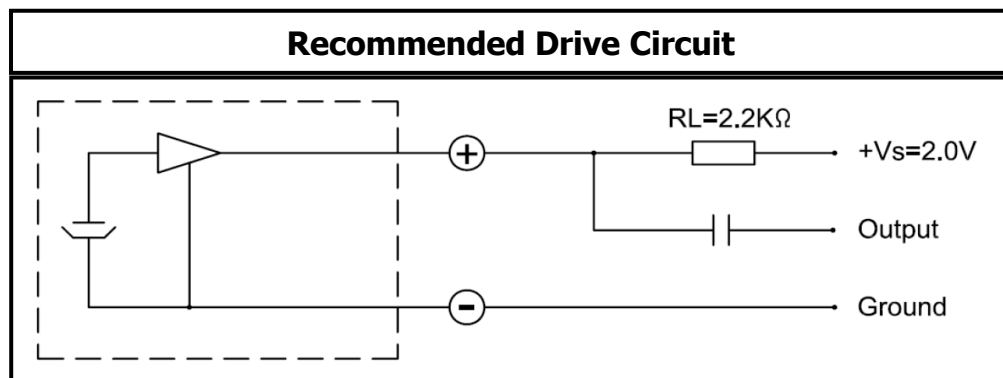 Recommended Drive Circuit
RL=2.2KΩ
+
+Vs=2.0V
Output
-
Ground